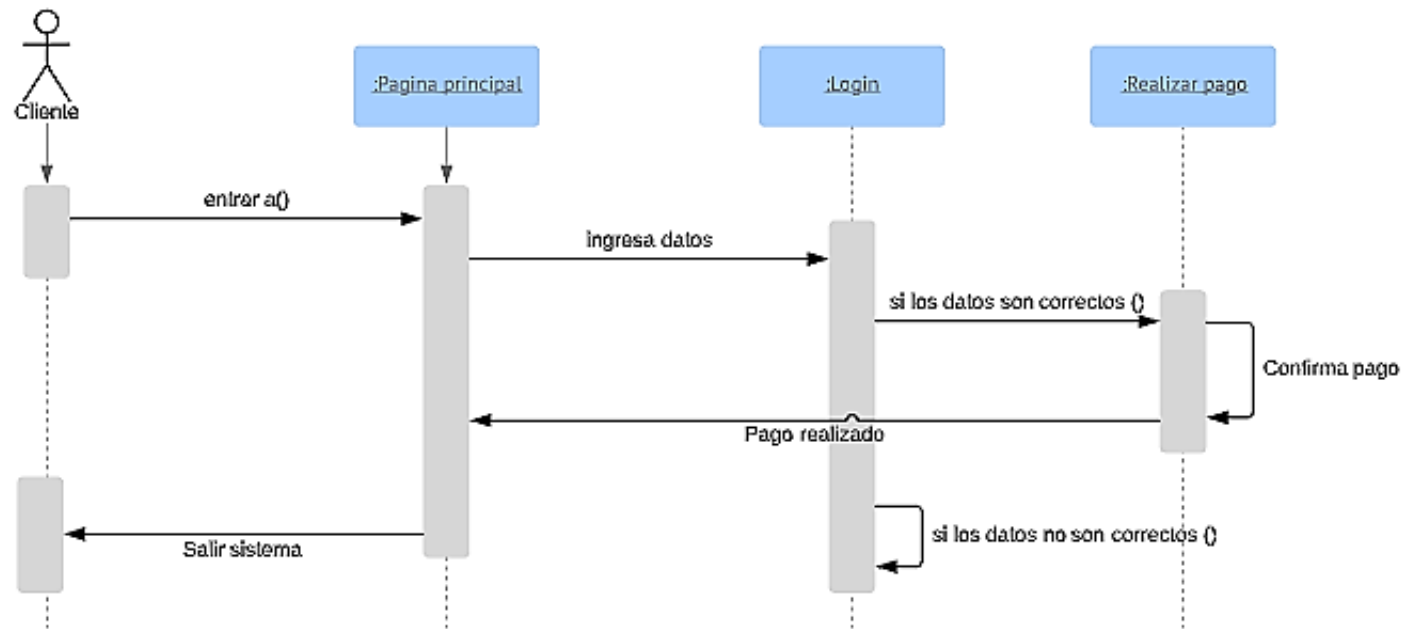 Cliente
:Pagina principal
:Login
:Realizar pago
entrar a()
ingresa datos
si los datos son correctos ()
Confirma pago
Pago realizado
si los datos no son correctos ()
Salir sistema